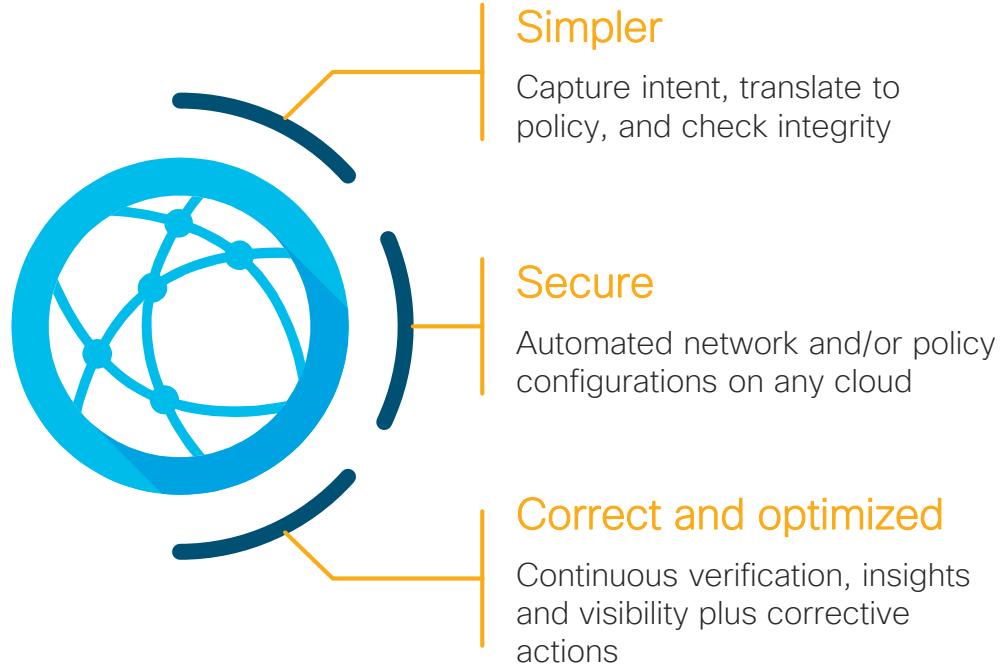 Simpler
Capture intent, translate to
policy, and check integrity
Secure
Automated network and/or policy
configurations on any cloud
Correct and optimized
Continuous verification, insights
and visibility plus corrective
actions